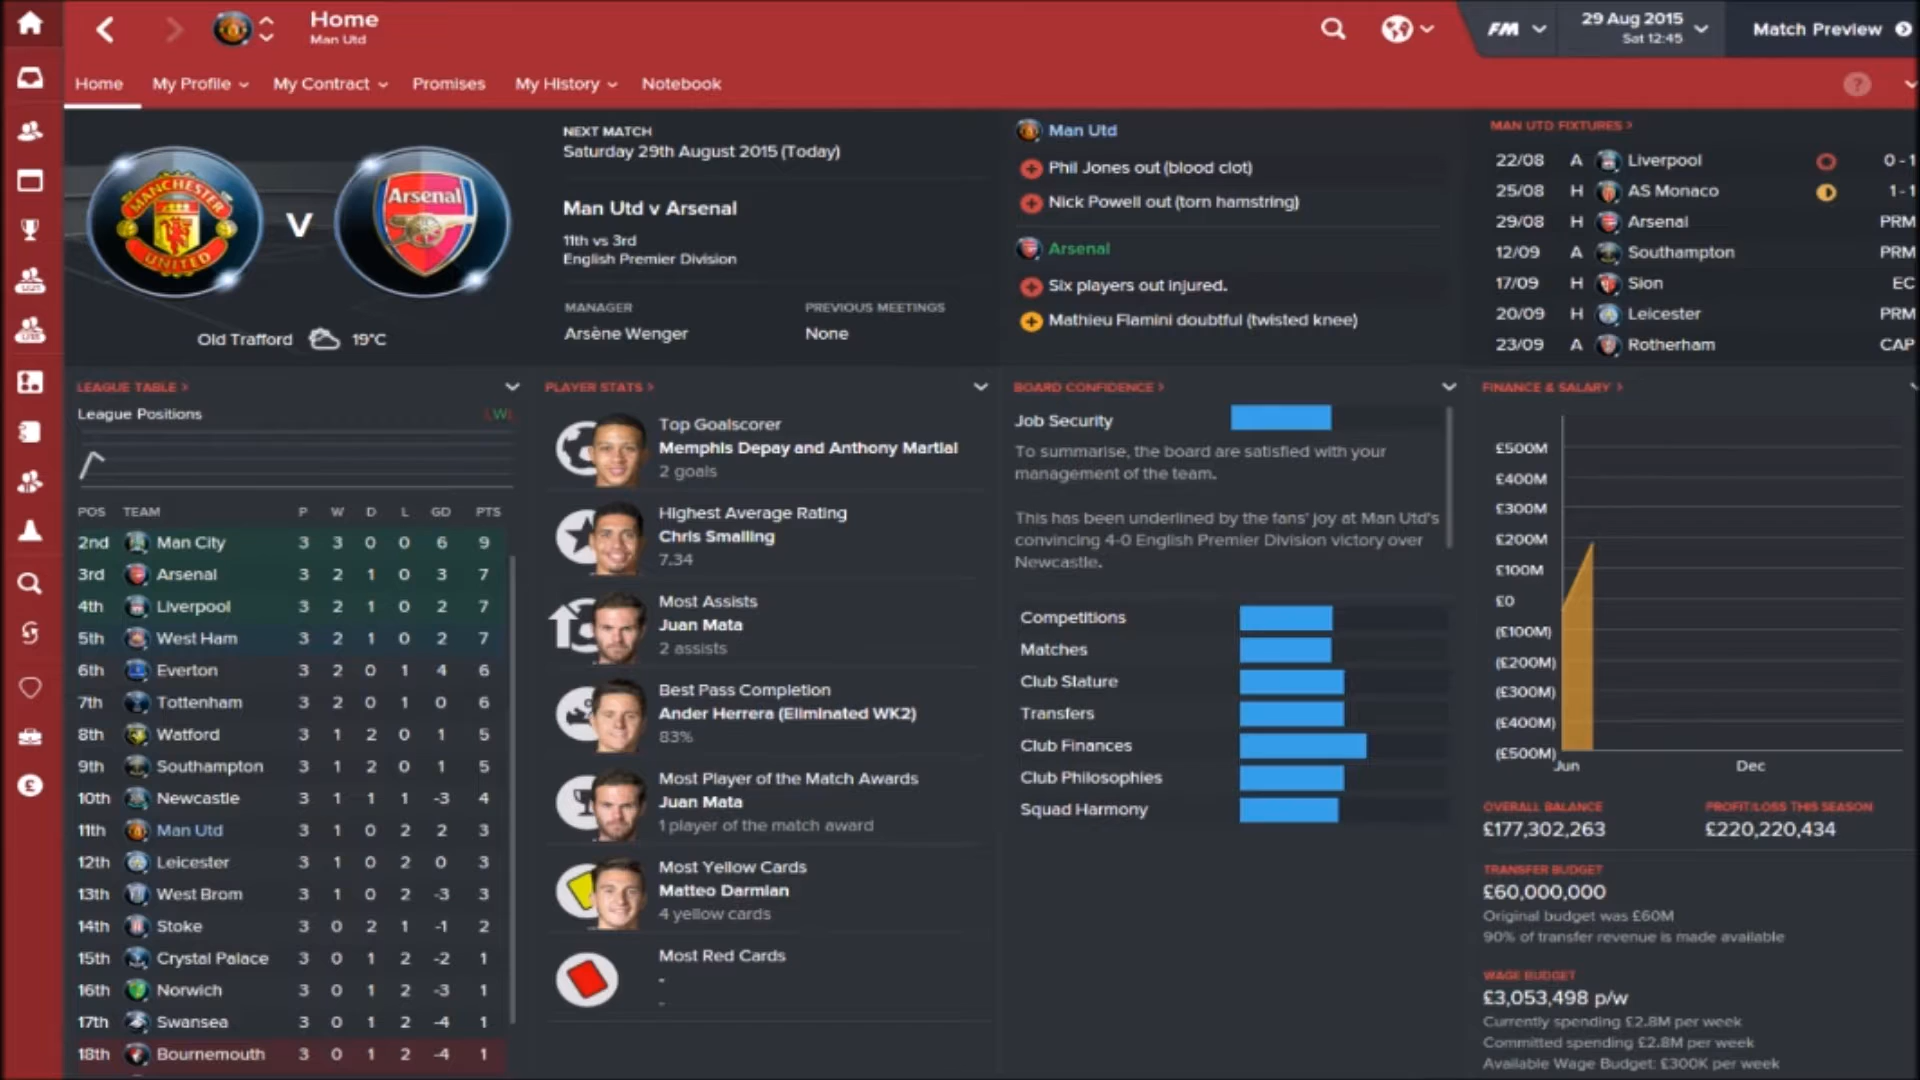 Home
Man Utd
FM
29 Aug 2015
Sat 12:45
Match Preview
Home
My Profile
My Contract
Promises
My History
Notebook
?
MANCHESTER
UNITED
V
Arsenal
Old Trafford
19°C
NEXT MATCH
Saturday 29th August 2015 (Today)
Man Utd v Arsenal
11th vs 3rd
English Premier Division
MANAGER
Arsène Wenger
PREVIOUS MEETINGS
None
Man Utd
Phil Jones out (blood clot)
Nick Powell out (torn hamstring)
Arsenal
Six players out injured.
Mathieu Flamini doubtful (twisted knee)
MAN UTD FIXTURES >
22/08 A Liverpool 0 - 1
25/08 H AS Monaco 1 - 1
29/08 H Arsenal PRM
12/09 A Southampton PRM
17/09 H Sion EC
20/09 H Leicester PRM
23/09 A Rotherham CAP
LEAGUE TABLE >
League Positions
POS TEAM P W D L GD PTS
2nd Man City 3 3 0 0 6 9
3rd Arsenal 3 2 1 0 3 7
4th Liverpool 3 2 1 0 2 7
5th West Ham 3 2 1 0 2 7
6th Everton 3 2 0 1 4 6
7th Tottenham 3 2 0 1 0 6
8th Watford 3 1 2 0 1 5
9th Southampton 3 1 2 0 1 5
10th Newcastle 3 1 1 1 -3 4
11th Man Utd 3 1 0 2 2 3
12th Leicester 3 1 0 2 0 3
13th West Brom 3 1 0 2 -3 3
14th Stoke 3 0 2 1 -1 2
15th Crystal Palace 3 0 1 2 -2 1
16th Norwich 3 0 1 2 -3 1
17th Swansea 3 0 1 2 -4 1
18th Bournemouth 3 0 1 2 -4 1
PLAYER STATS >
Top Goalscorer
Memphis Depay and Anthony Martial
2 goals
Highest Average Rating
Chris Smalling
7.34
Most Assists
Juan Mata
2 assists
Best Pass Completion
Ander Herrera (Eliminated WK2)
83%
Most Player of the Match Awards
Juan Mata
1 player of the match award
Most Yellow Cards
Matteo Darmian
4 yellow cards
Most Red Cards
-
-
BOARD CONFIDENCE >
Job Security
To summarise, the board are satisfied with your
management of the team.
This has been underlined by the fans' joy at Man Utd's
convincing 4-0 English Premier Division victory over
Newcastle.
Competitions
Matches
Club Stature
Transfers
Club Finances
Club Philosophies
Squad Harmony
FINANCE & SALARY >
£500M
£400M
£300M
£200M
£100M
£0
(£100M)
(£200M)
(£300M)
(£400M)
(£500M)
Jun
Dec
OVERALL BALANCE
£177,302,263
PROFIT/LOSS THIS SEASON
£220,220,434
TRANSFER BUDGET
£60,000,000
Original budget was £60M
90% of transfer revenue is made available
WAGE BUDGET
£3,053,498 p/w
Currently spending £2.8M per week
Committed spending £2.8M per week
Available Wage Budget: £300K per week